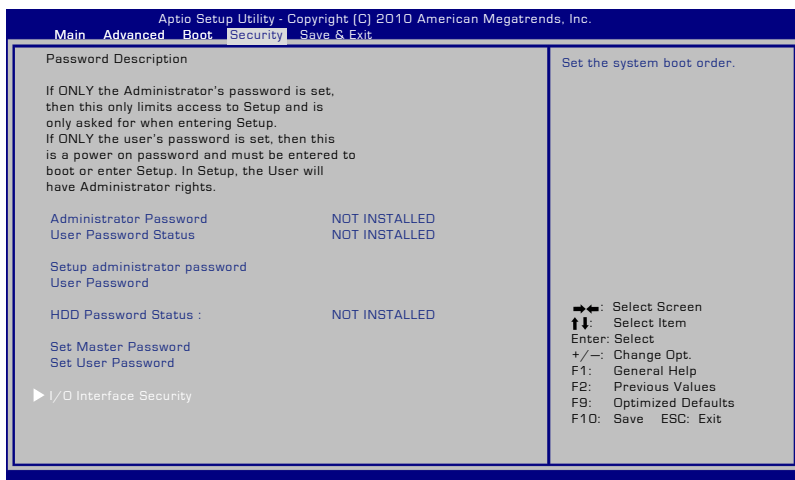 Aptio Setup Utility - Copyright (C) 2010 American Megatrends, Inc.
Main Advanced Boot Security Save & Exit
Password Description
If ONLY the Administrator's password is set,
then this only limits access to Setup and is
only asked for when entering Setup.
If ONLY the user's password is set, then this
is a power on password and must be entered to
boot or enter Setup. In Setup, the User will
have Administrator rights.
Administrator Password NOT INSTALLED
User Password Status NOT INSTALLED
Setup administrator password
User Password
HDD Password Status : NOT INSTALLED
Set Master Password
Set User Password
▶ I/O Interface Security
Set the system boot order.
→←: Select Screen
↑↓: Select Item
Enter: Select
+/—: Change Opt.
F1: General Help
F2: Previous Values
F9: Optimized Defaults
F10: Save ESC: Exit